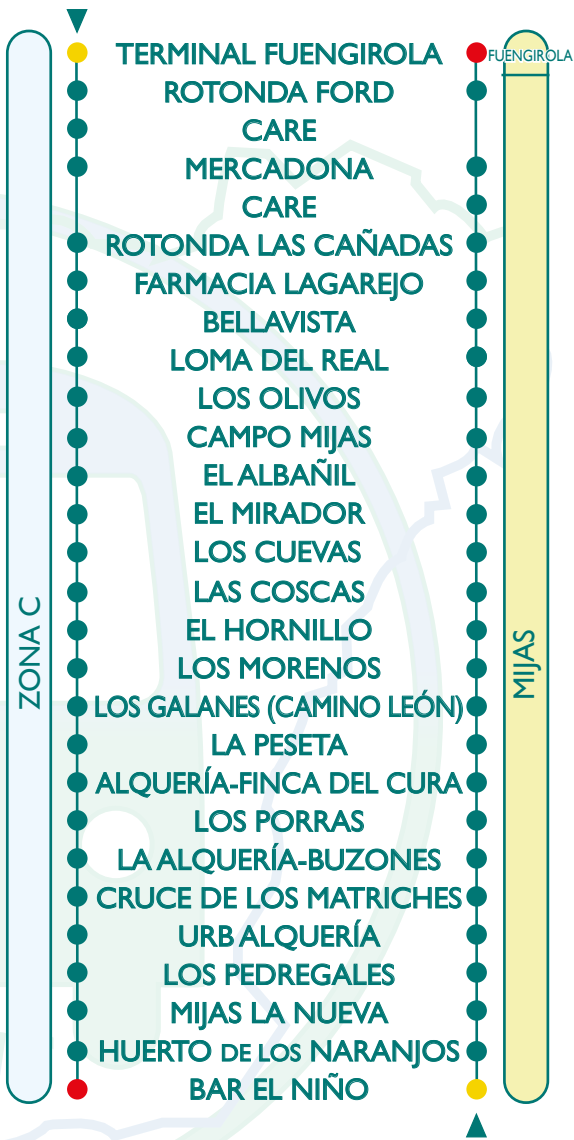 TERMINAL FUENGIROLA
FUENGIROLA
ROTONDA FORD
CARE
MERCADONA
CARE
ROTONDA LAS CAÑADAS
FARMACIA LAGAREJO
BELLAVISTA
LOMA DEL REAL
LOS OLIVOS
CAMPO MIJAS
EL ALBAÑIL
EL MIRADOR
LOS CUEVAS
LAS COSCAS
EL HORNILLO
LOS MORENOS
LOS GALANES (CAMINO LEÓN)
LA PESETA
ALQUERÍA-FINCA DEL CURA
LOS PORRAS
LA ALQUERÍA-BUZONES
CRUCE DE LOS MATRICHES
URB ALQUERÍA
LOS PEDREGALES
MIJAS LA NUEVA
HUERTO DE LOS NARANJOS
BAR EL NIÑO
ZONA C
MIJAS